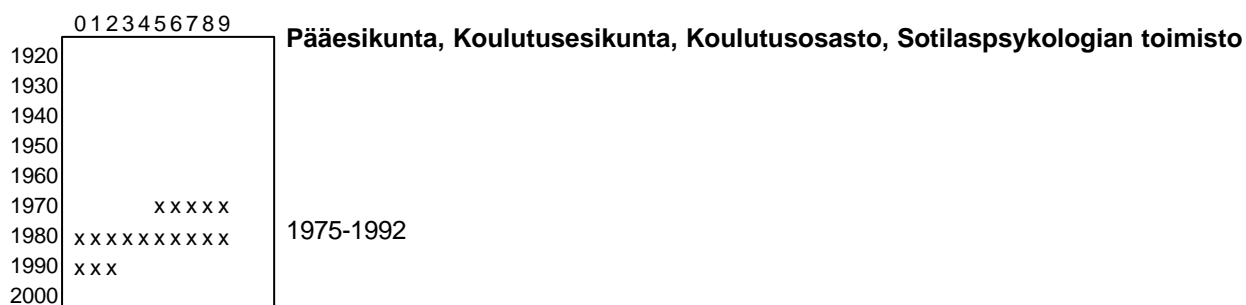 0 1 2 3 4 5 6 7 8 9
Pääesikunta, Koulutusesikunta, Koulutusosasto, Sotilaspsykologian toimisto
1920
1930
1940
1950
1960
1970 x x x x x
1980 x x x x x x x x x x 1975-1992
1990 x x x
2000